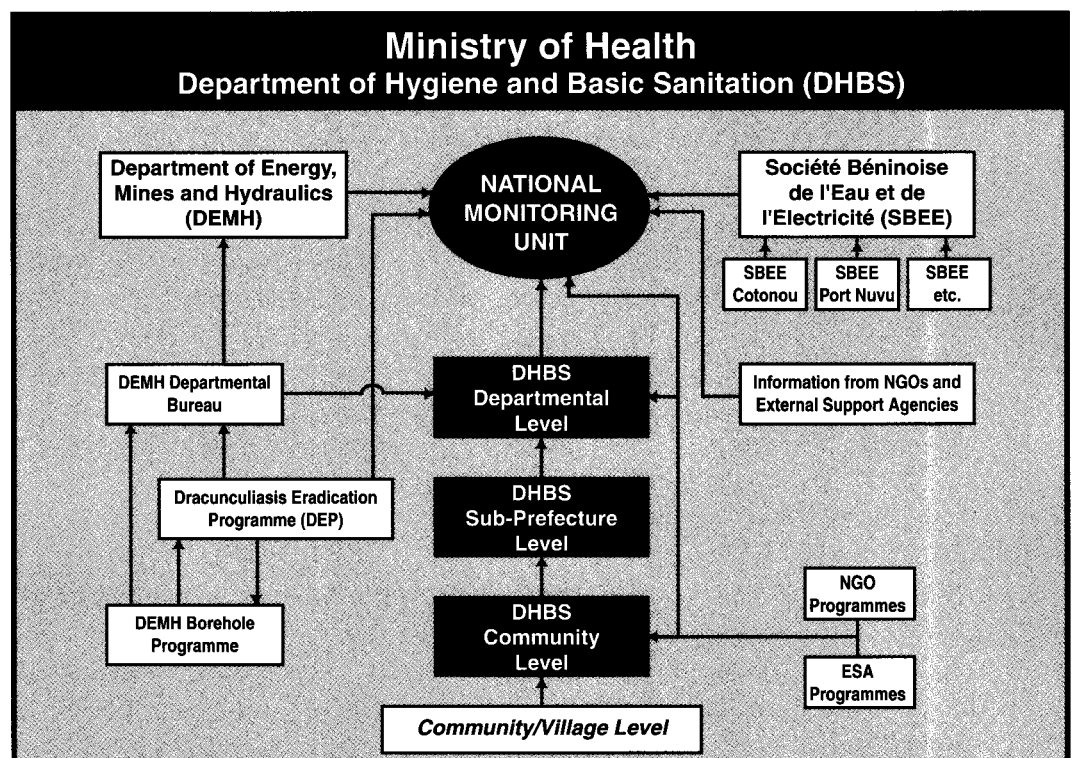 Ministry of Health
Department of Hygiene and Basic Sanitation (DHBS)
Department of Energy,
Mines and Hydraulics
(DEMH)
NATIONAL
MONITORING
UNIT
Société Béninoise
de l'Eau et de
l'Électricité (SBEE)
SBEE
Cotonou
SBEE
Port Nuvu
SBEE
etc.
DEMH Departmental
Bureau
DHBS
Departmental
Level
Information from NGOs and
External Support Agencies
Dracunculiasis Eradication
Programme (DEP)
DHBS
Sub-Prefecture
Level
DEMH Borehole
Programme
DHBS
Community
Level
NGO
Programmes
ESA
Programmes
Community/Village Level